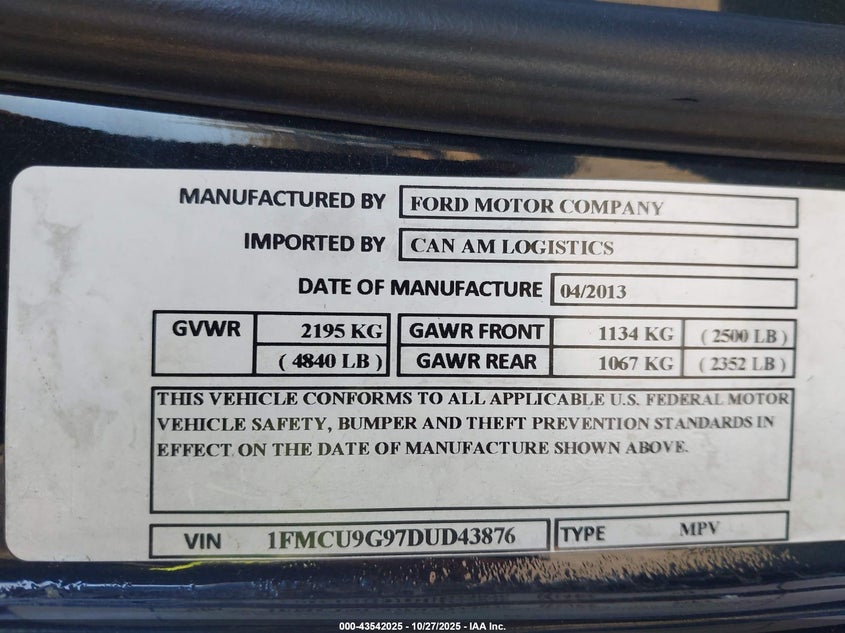 MANUFACTURED BY FORD MOTOR COMPANY
IMPORTED BY CAN AM LOGISTICS
DATE OF MANUFACTURE 04/2013
GVWR 2195 KG GAWR FRONT 1134 KG (2500 LB)
(4840 LB) GAWR REAR 1067 KG (2352 LB)
THIS VEHICLE CONFORMS TO ALL APPLICABLE U.S. FEDERAL MOTOR
VEHICLE SAFETY, BUMPER AND THEFT PREVENTION STANDARDS IN
EFFECT ON THE DATE OF MANUFACTURE SHOWN ABOVE.
VIN 1FMCU9G97DUD43876 TYPE MPV
000-43542025 - 10/27/2025 - IAA Inc.